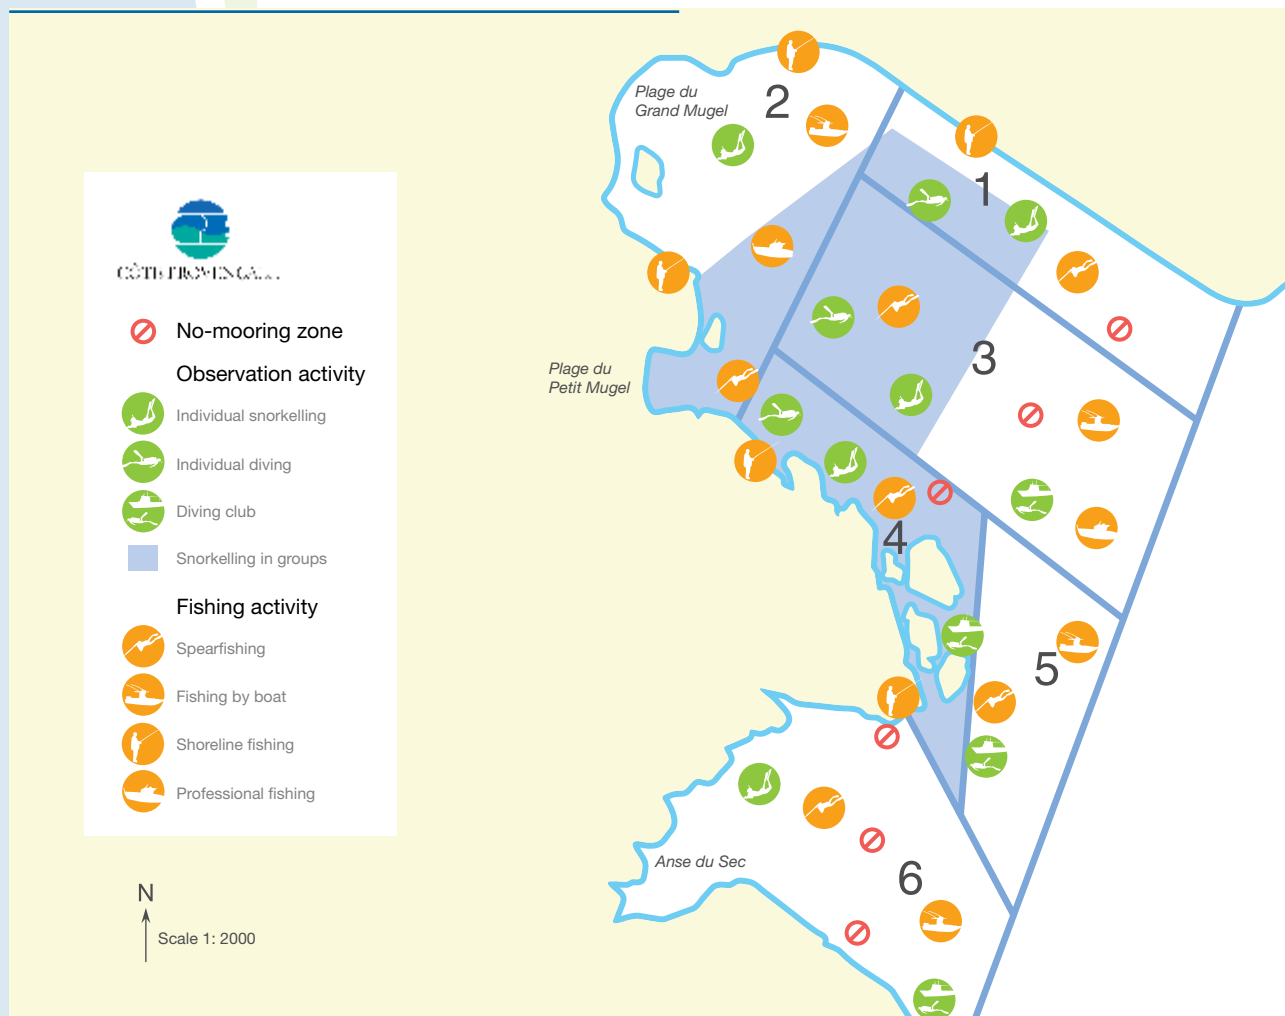 Plage du
Grand Mugel
2
1
Plage du
Petit Mugel
3
4
5
6
Anse du Sec
No-mooring zone
Observation activity
Individual snorkelling
Individual diving
Diving club
Snorkelling in groups
Fishing activity
Spearfishing
Fishing by boat
Shoreline fishing
Professional fishing
N
Scale 1: 2000